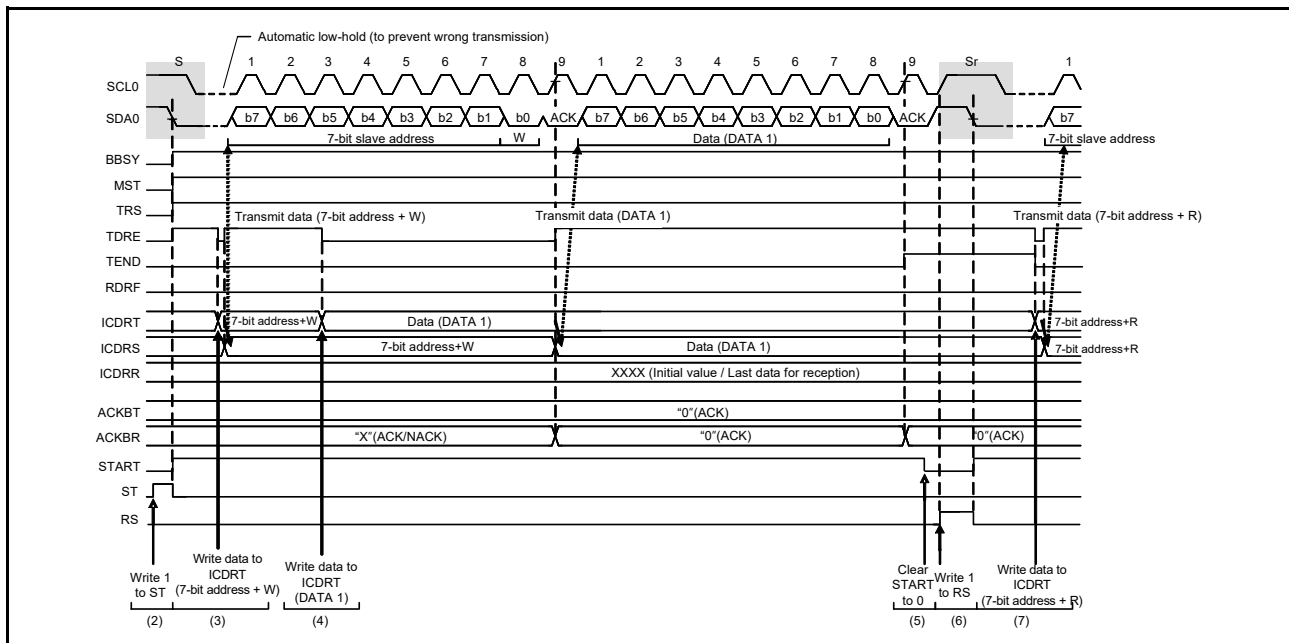 Automatic low-hold (to prevent wrong transmission)
S 1 2 3 4 5 6 7 8 9 1 2 3 4 5 6 7 8 9 Sr 1
SCL0
SDA0 b7 b6 b5 b4 b3 b2 b1 b0 ACK b7 b6 b5 b4 b3 b2 b1 b0 ACK b7
7-bit slave address W Data (DATA 1) 7-bit slave address
BBSY
MST
TRS
Transmit data (7-bit address + W) Transmit data (DATA 1) Transmit data (7-bit address + R)
TDRE
TEND
RDRF
ICDRT 7-bit address+W Data (DATA 1) 7-bit address+R
ICDRS 7-bit address+W Data (DATA 1) 7-bit address+R
ICDRR XXXX (Initial value / Last data for reception)
ACKBT “0”(ACK)
ACKBR “X”(ACK/NACK) “0”(ACK) “0”(ACK)
START
ST
RS
Write 1
to ST
Write data to
ICDRT
(7-bit address + W)
Write data to
ICDRT
(DATA 1)
Clear
START
to 0
Write 1
to RS
Write data to
ICDRT
(7-bit address + R)
(2) (3) (4) (5) (6) (7)